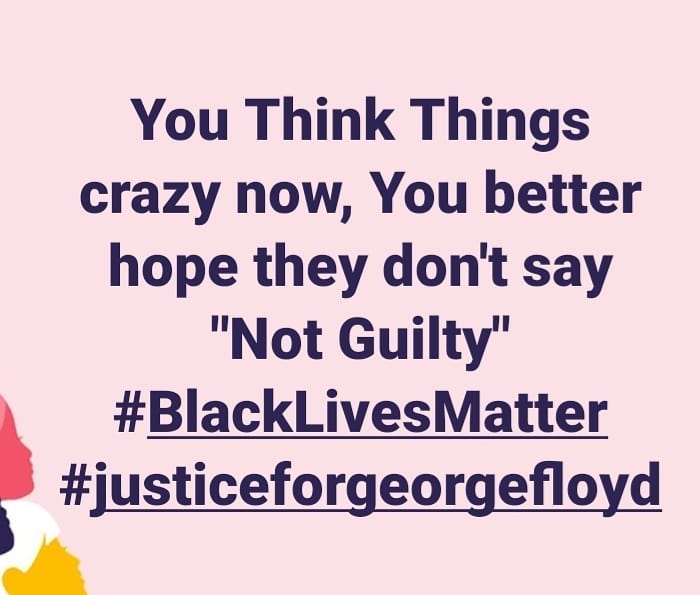 You Think Things
crazy now, You better
hope they don't say
"Not Guilty"
#BlackLivesMatter
#justiceforgeorgefloyd